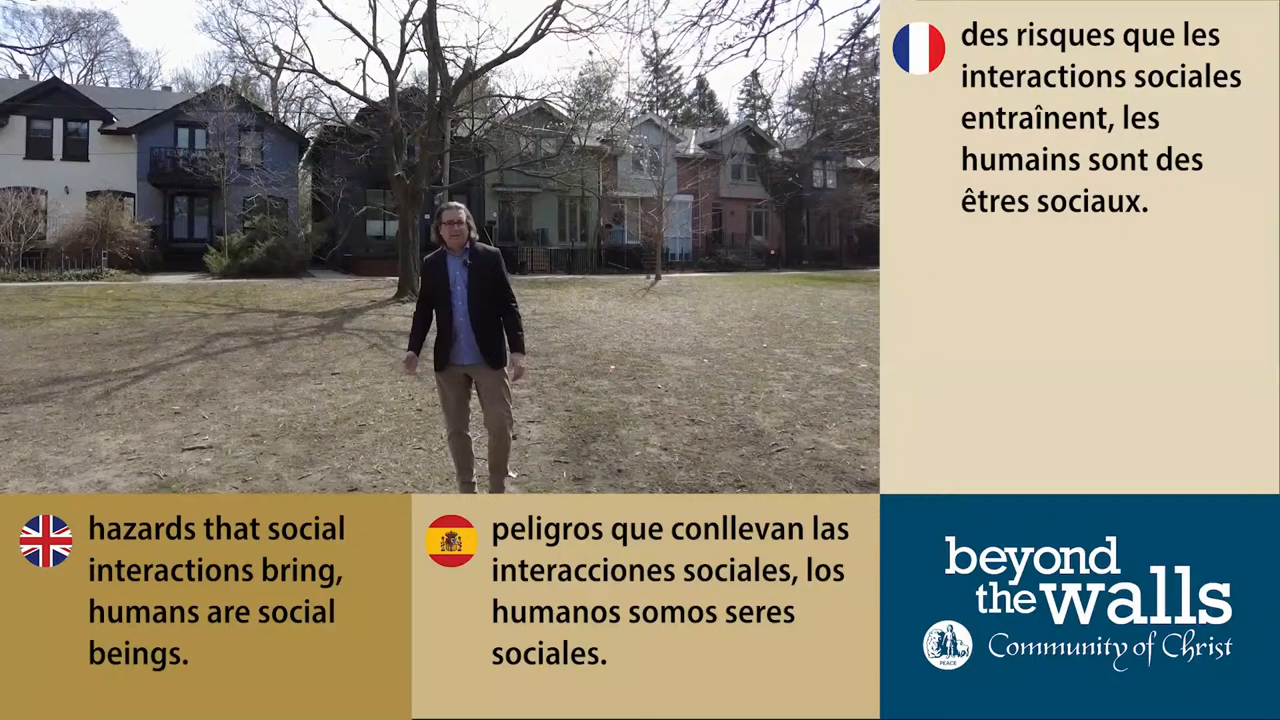 des risques que les
interactions sociales
entraînent, les
humains sont des
êtres sociaux.
hazards that social
interactions bring,
humans are social
beings.
peligros que conllevan las
interacciones sociales, los
humanos somos seres
sociales.
beyond
the walls
PEACE
Community of Christ